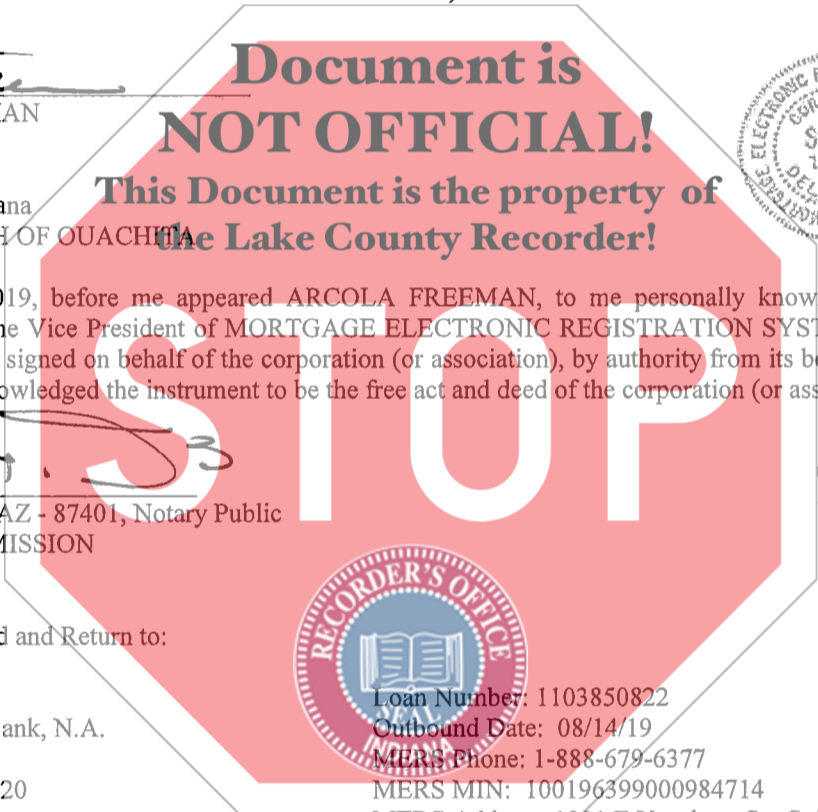 Document is
NOT OFFICIAL!
This Document is the property of
the Lake County Recorder!
AN
ana
H OF OUACHITA
MORTGAGE ELECTRONIC
019, before me appeared ARCOLA FREEMAN, to me personally know
he Vice President of MORTGAGE ELECTRONIC REGISTRATION SYST
signed on behalf of the corporation (or association), by authority from its b
owledged the instrument to be the free act and deed of the corporation (or ass
STOP
AZ - 87401, Notary Public
MISSION
RECORDER'S OFFICE
SEAL
INDIANA
d and Return to:
Loan Number: 1103850822
ank, N.A.
Outbound Date: 08/14/19
MERS Phone: 1-888-679-6377
20
MERS MIN: 100196399000984714